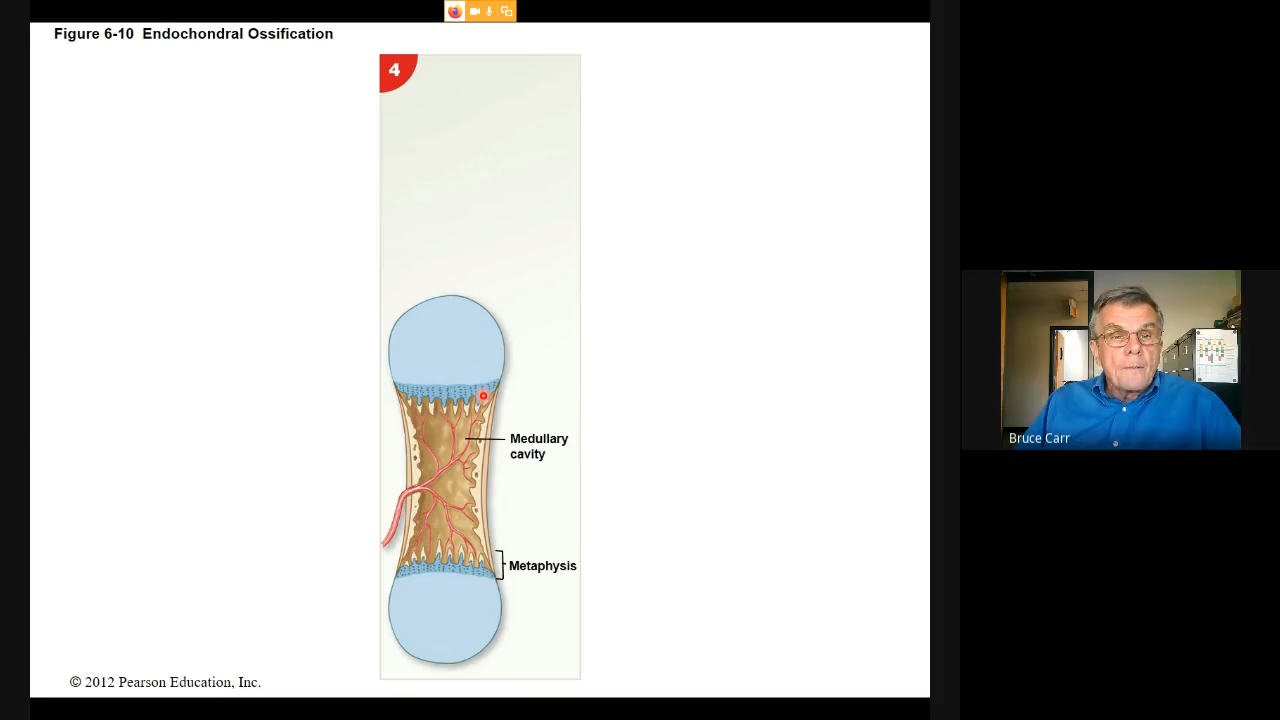 Figure 6-10 Endochondral Ossification
4
Medullary
cavity
Metaphysis
© 2012 Pearson Education, Inc.
Bruce Carr